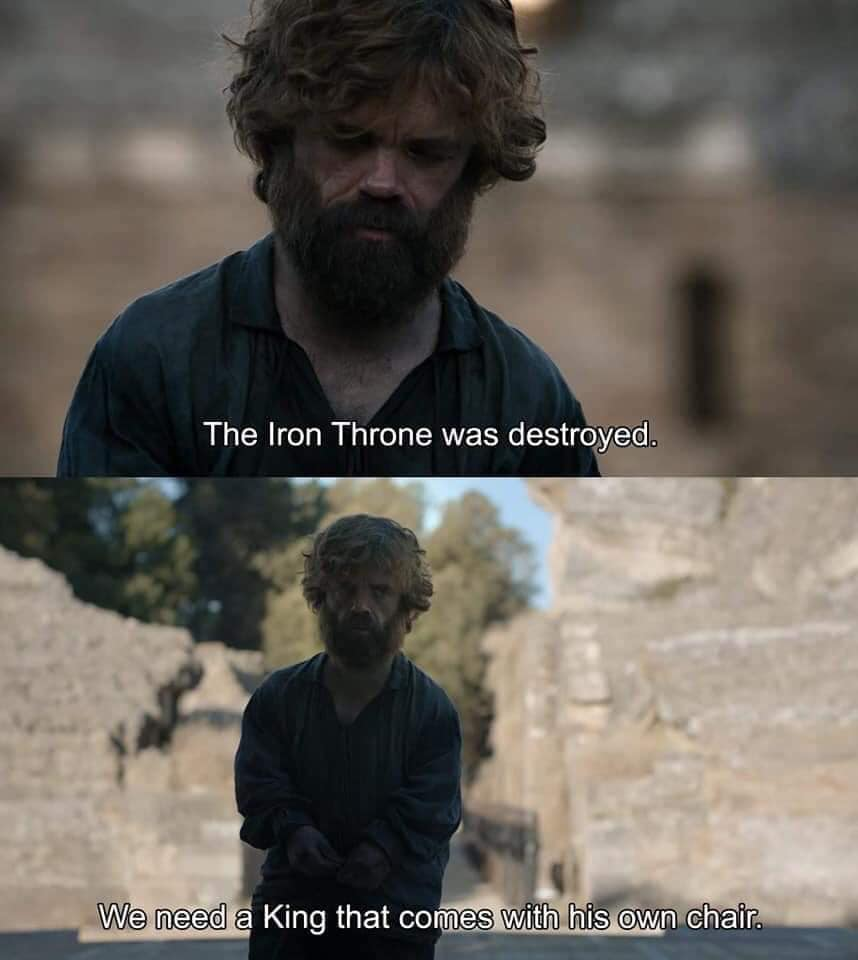 The Iron Throne was destroyed.
We need a King that comes with his own chair.